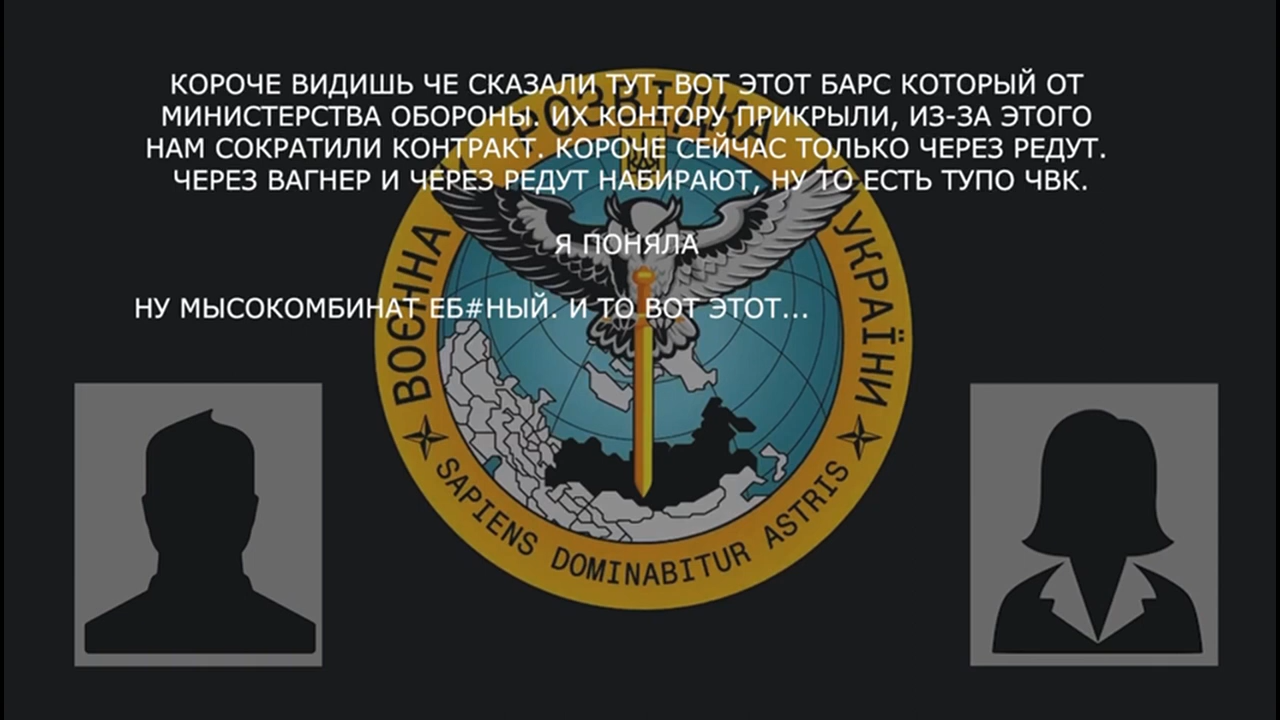 КОРОЧЕ ВИДИШЬ ЧЕ СКАЗАЛИ ТУТ. ВОТ ЭТОТ БАРС КОТОРЫЙ ОТ
МИНИСТЕРСТВА ОБОРОНЫ. ИХ КОНТОРУ ПРИКРЫЛИ, ИЗ-ЗА ЭТОГО
НАМ СОКРАТИЛИ КОНТРАКТ. КОРОЧЕ СЕЙЧАС ТОЛЬКО ЧЕРЕЗ РЕДУТ.
ЧЕРЕЗ ВАГНЕР И ЧЕРЕЗ РЕДУТ НАБИРАЮТ, НУ ТО ЕСТЬ ТУПО ЧВК.
Я ПОНЯЛА
НУ МЫСОКОМБИНАТ ЕБ#НЫЙ. И ТО ВОТ ЭТОТ...
ВОЄННА РОЗВІДКА УКРАЇНИ
SAPIENS DOMINABITUR ASTRIS